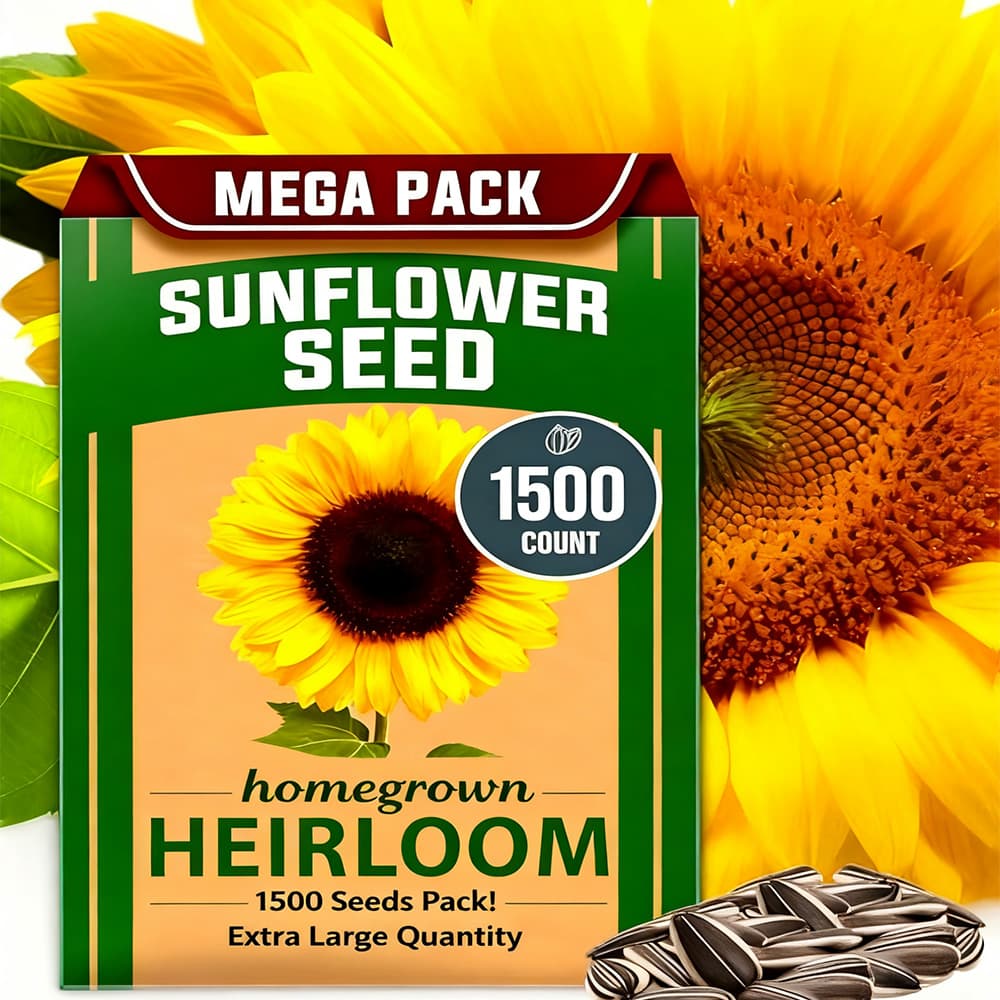 MEGA PACK
SUNFLOWER
SEED
1500
COUNT
homegrown
HEIRLOOM
1500 Seeds Pack!
Extra Large Quantity